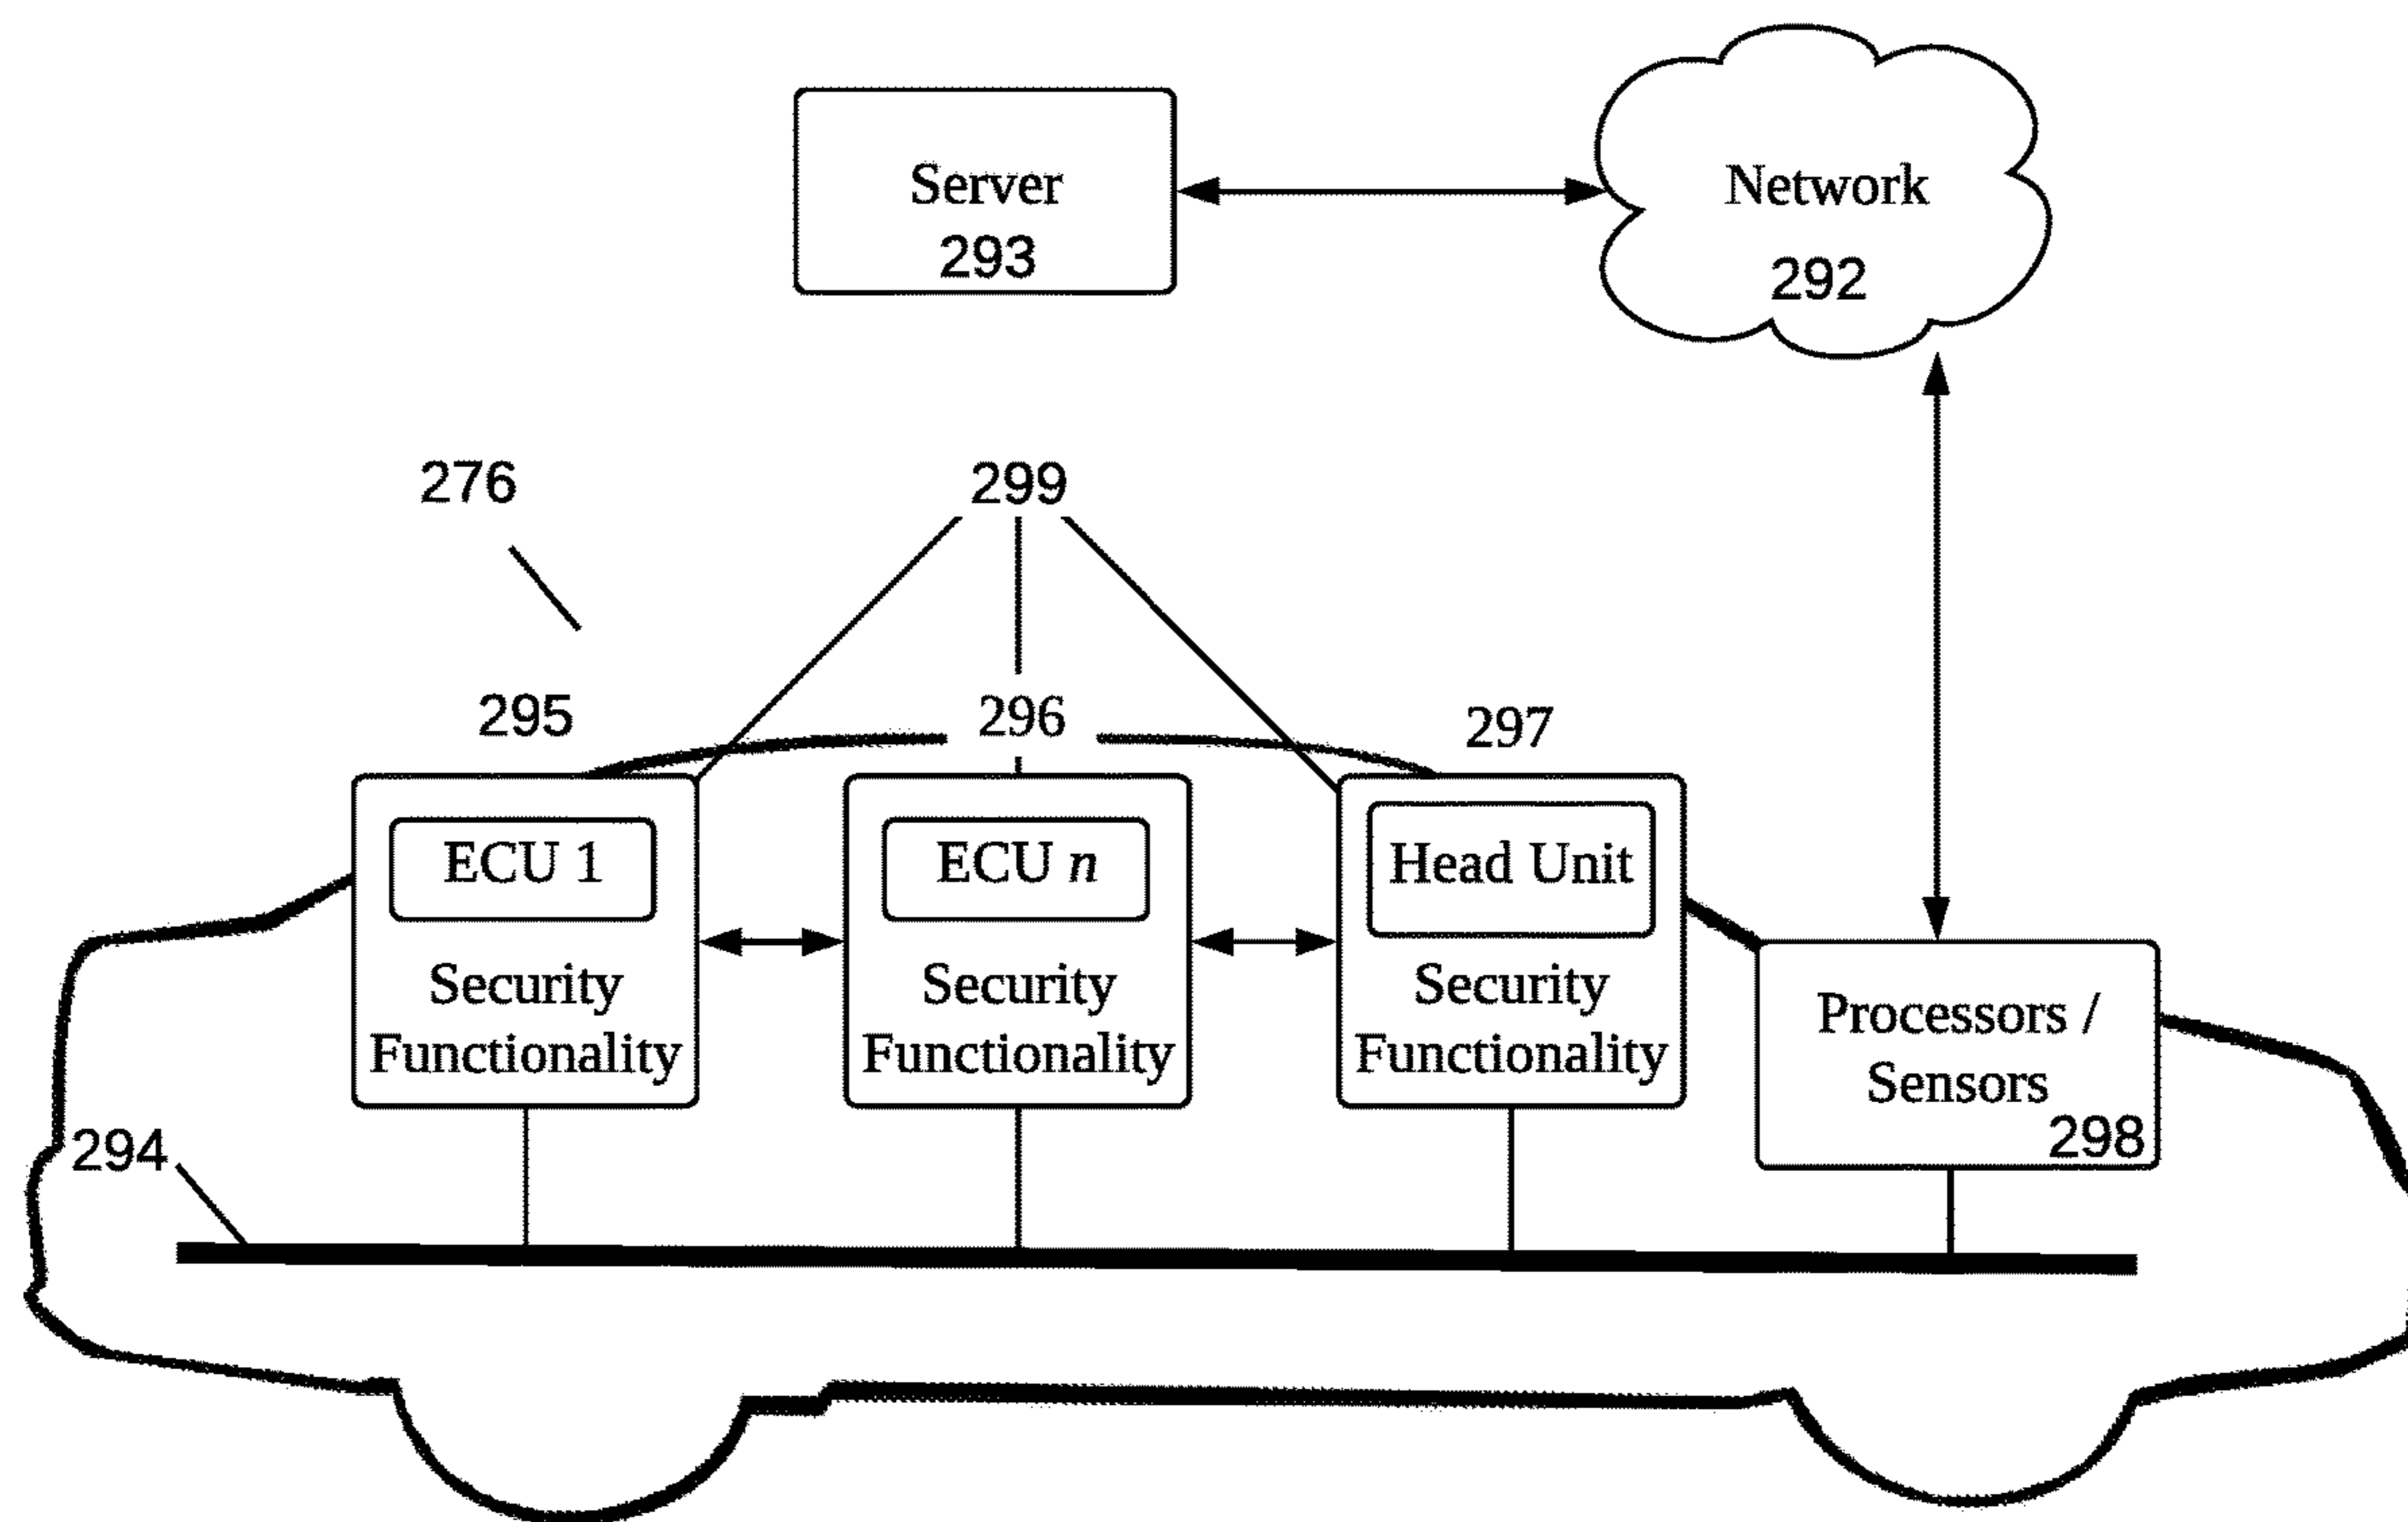 Server
293
Network
292
276
299
295
296
297
ECU 1
Security
Functionality
ECU n
Security
Functionality
Head Unit
Security
Functionality
Processors /
Sensors
298
294